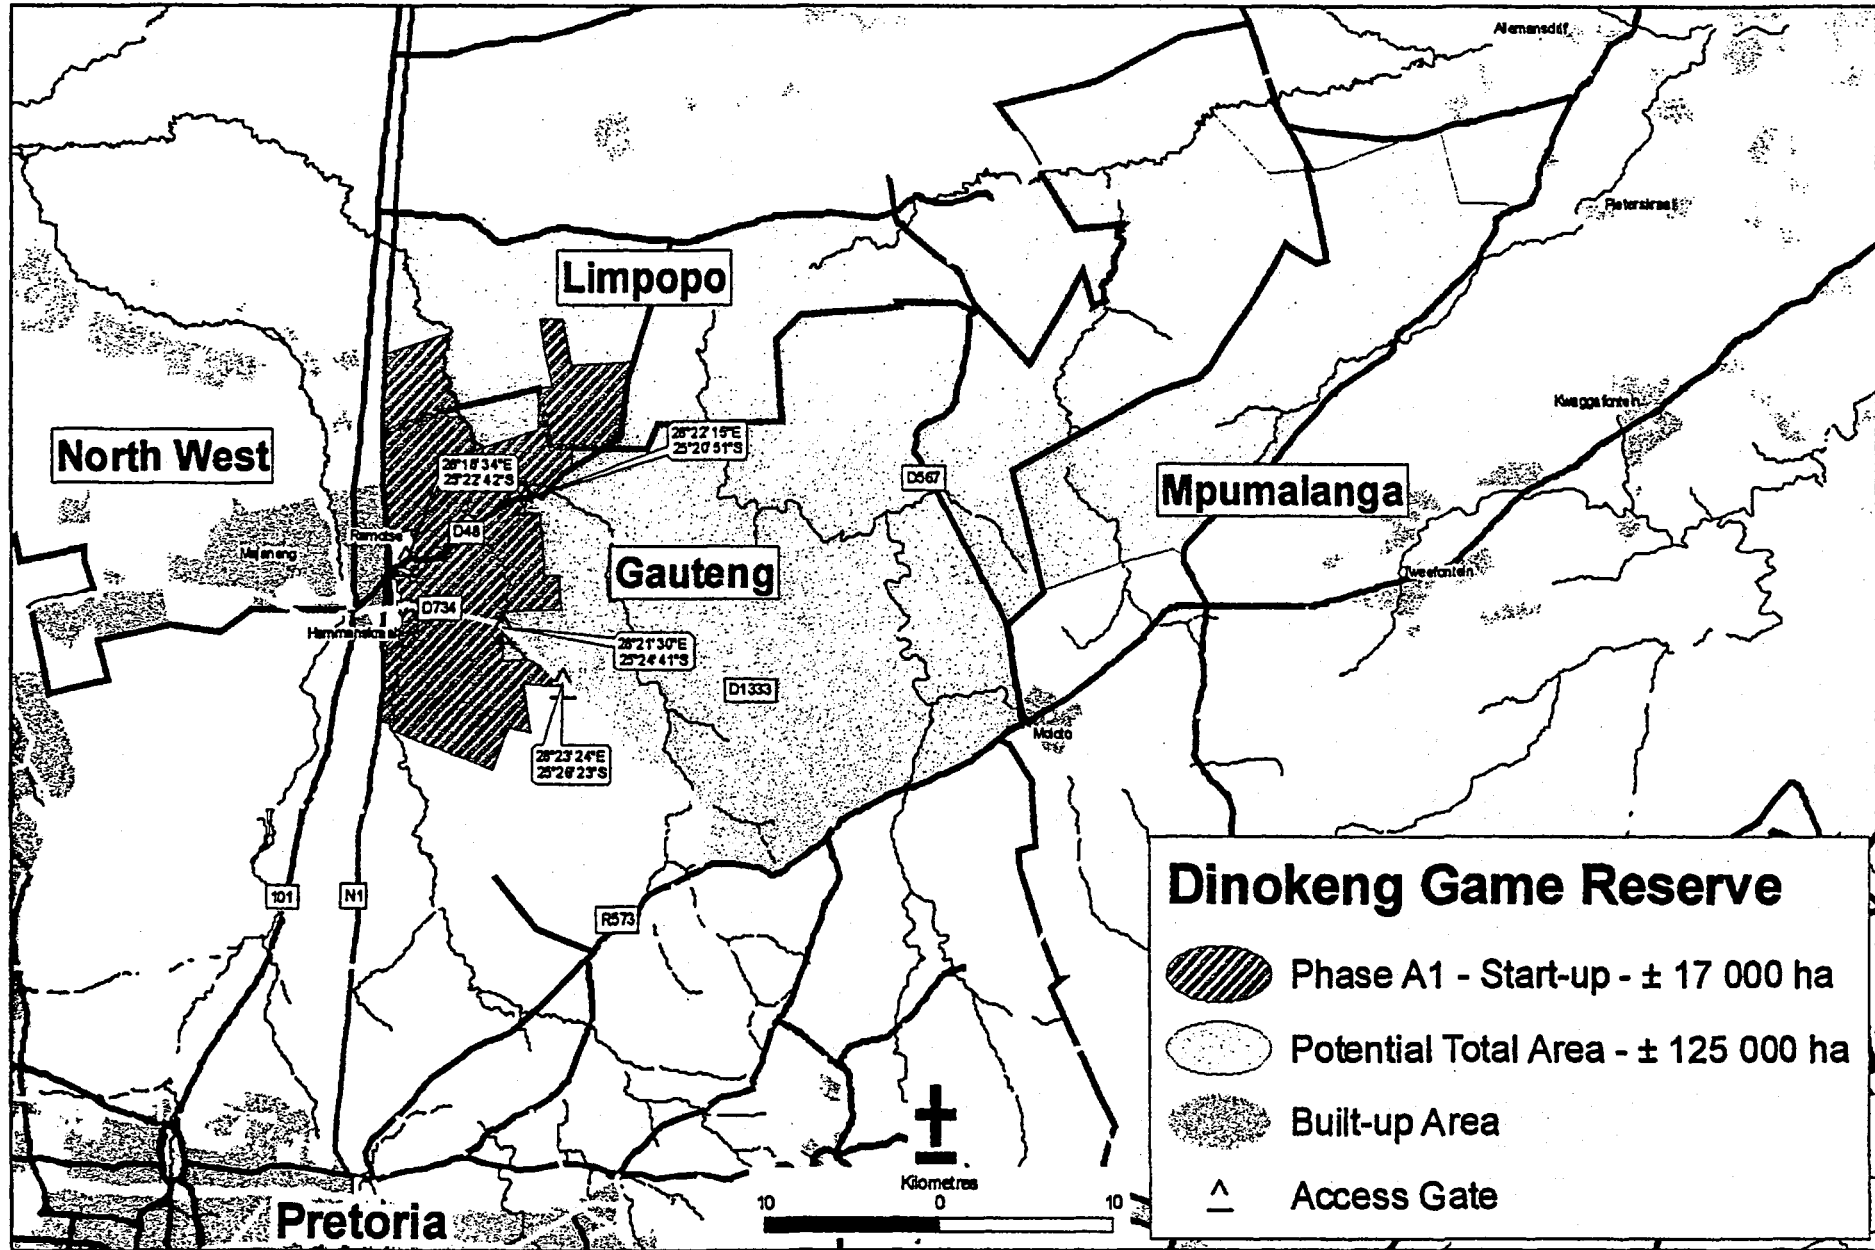 Allemansdrif
Pieterskraal
Limpopo
North West
Kwaggafontein
28°22'15"E
25°20'51"S
28°18'34"E
25°22'42"S
D567
Mpumalanga
Ramotse
D48
Majaneng
Gauteng
Tweefontein
D734
Hammanskraal
28°21'30"E
25°24'41"S
D1333
Moloto
28°23'24"E
25°26'23"S
101
N1
R573
Pretoria
Kilometres
10 0 10
Dinokeng Game Reserve
Phase A1 - Start-up - ± 17 000 ha
Potential Total Area - ± 125 000 ha
Built-up Area
Access Gate